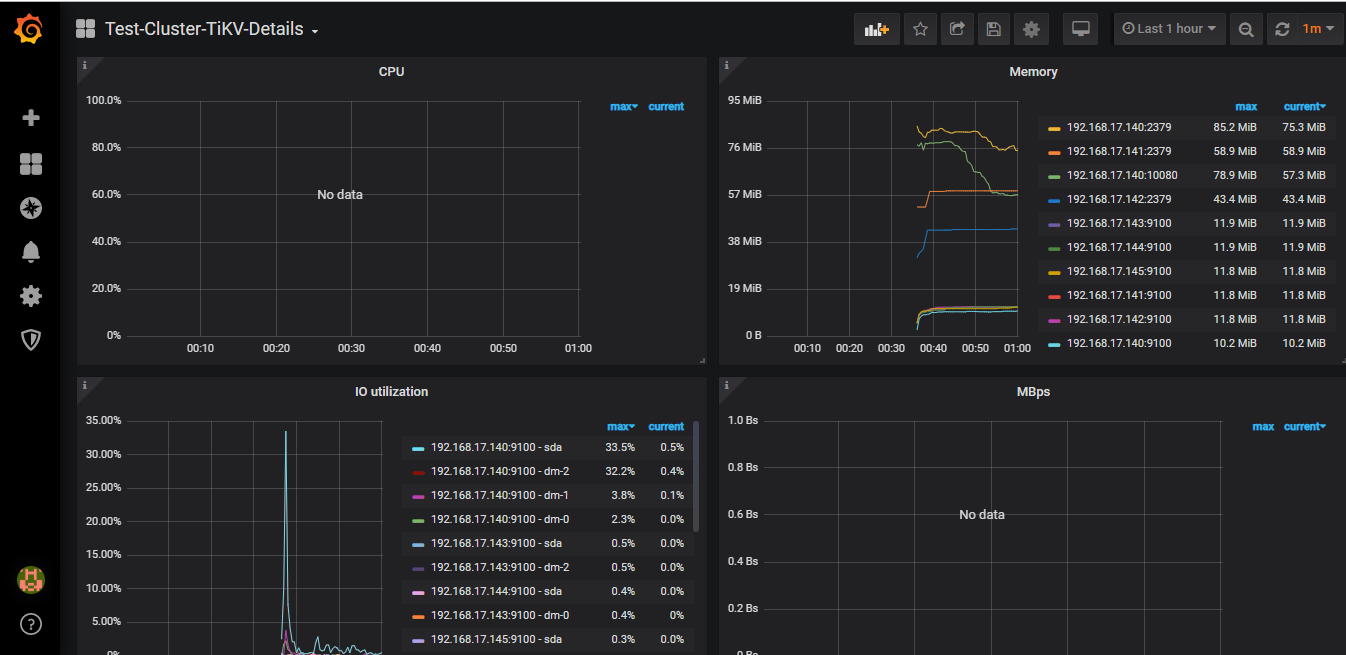 Test-Cluster-TiKV-Details
Last 1 hour
1m
CPU
max current
100.0%
80.0%
60.0%
40.0%
20.0%
0%
No data
00:10 00:20 00:30 00:40 00:50 01:00
Memory
95 MiB
76 MiB
57 MiB
38 MiB
19 MiB
0 B
00:10 00:20 00:30 00:40 00:50 01:00
max current
192.168.17.140:2379 85.2 MiB 75.3 MiB
192.168.17.141:2379 58.9 MiB 58.9 MiB
192.168.17.140:10080 78.9 MiB 57.3 MiB
192.168.17.142:2379 43.4 MiB 43.4 MiB
192.168.17.143:9100 11.9 MiB 11.9 MiB
192.168.17.144:9100 11.9 MiB 11.9 MiB
192.168.17.145:9100 11.8 MiB 11.8 MiB
192.168.17.141:9100 11.8 MiB 11.8 MiB
192.168.17.142:9100 11.8 MiB 11.8 MiB
192.168.17.140:9100 10.2 MiB 10.2 MiB
IO utilization
35.00%
30.00%
25.00%
20.00%
15.00%
10.00%
5.00%
0%
max current
192.168.17.140:9100 - sda 33.5% 0.5%
192.168.17.140:9100 - dm-2 32.2% 0.4%
192.168.17.140:9100 - dm-1 3.8% 0.1%
192.168.17.140:9100 - dm-0 2.3% 0.0%
192.168.17.143:9100 - sda 0.5% 0.0%
192.168.17.143:9100 - dm-2 0.5% 0.0%
192.168.17.144:9100 - sda 0.4% 0.0%
192.168.17.143:9100 - dm-0 0.4% 0%
192.168.17.145:9100 - sda 0.3% 0.0%
MBps
max current
1.0 Bs
0.8 Bs
0.6 Bs
0.4 Bs
0.2 Bs
0 Bs
No data